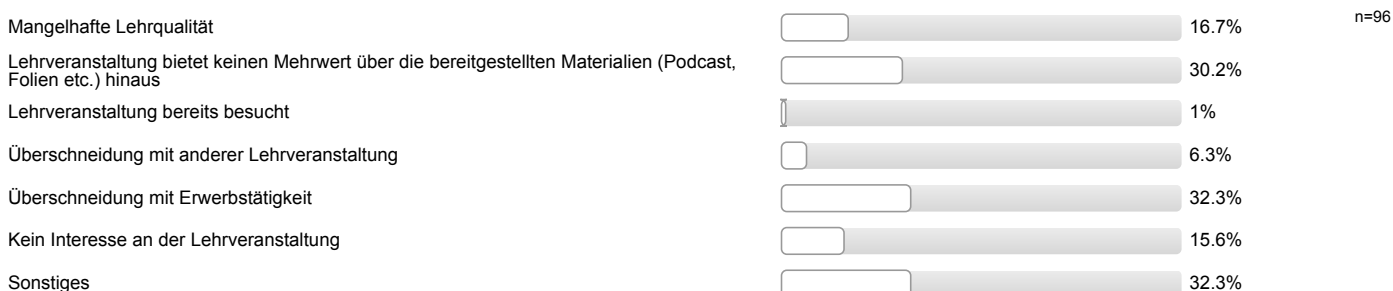 Mangelhafte Lehrqualität 16.7% n=96
Lehrveranstaltung bietet keinen Mehrwert über die bereitgestellten Materialien (Podcast,
Folien etc.) hinaus 30.2%
Lehrveranstaltung bereits besucht 1%
Überschneidung mit anderer Lehrveranstaltung 6.3%
Überschneidung mit Erwerbstätigkeit 32.3%
Kein Interesse an der Lehrveranstaltung 15.6%
Sonstiges 32.3%